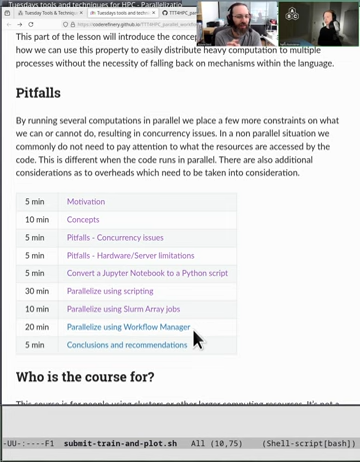 Tuesdays tools and techniques for HPC - Parallelizatio
Tuesday Tools & Techniqu
Tuesdays tools and techniqu
TTT4HPC_pa
https://coderefinery.github.io/TTT4HPC_parallel_workfl
This part of the lesson will introduce the concep
how we can use this property to easily distribute heavy computation to multiple
processes without the necessity of falling back on mechanisms within the language.
Pitfalls
By running several computations in parallel we place a few more constraints on what
we can or cannot do, resulting in concurrency issues. In a non parallel situation we
commonly do not need to pay attention to what the resources are accessed by the
code. This is different when the code runs in parallel. There are also additional
considerations as to overheads which need to be taken into consideration.
5 min Motivation
10 min Concepts
5 min Pitfalls - Concurrency issues
5 min Pitfalls - Hardware/Server limitations
5 min Convert a Jupyter Notebook to a Python script
30 min Parallelize using scripting
10 min Parallelize using Slurm Array jobs
20 min Parallelize using Workflow Manager
5 min Conclusions and recommendations
Who is the course for?
This course is for people using clusters or other larger computing resources. It's not a
-UU-:----F1 submit-train-and-plot.sh All (10,75) (Shell-script[bash])